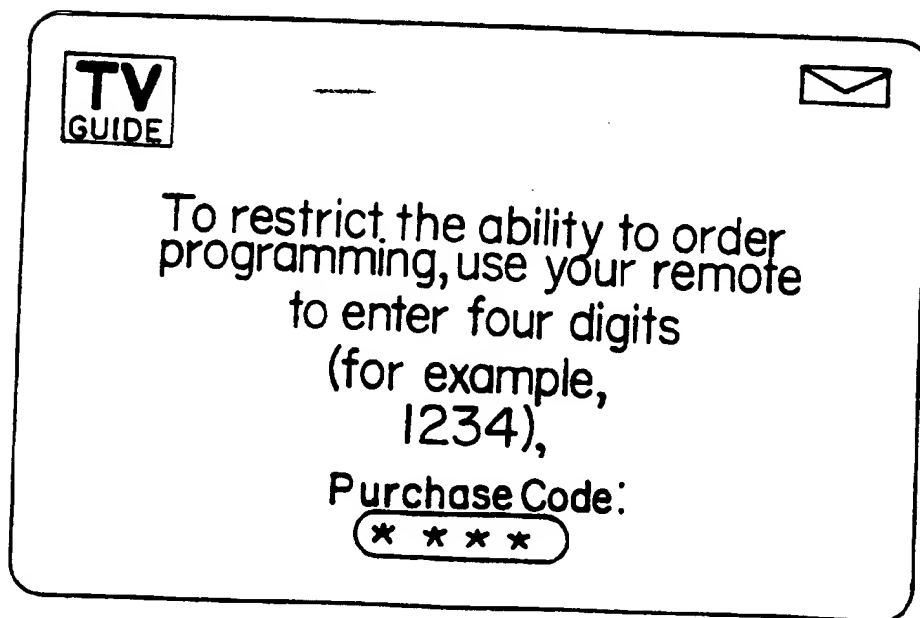 TV
GUIDE
To restrict the ability to order
programming, use your remote
to enter four digits
(for example,
1234),
Purchase Code:
* * * *